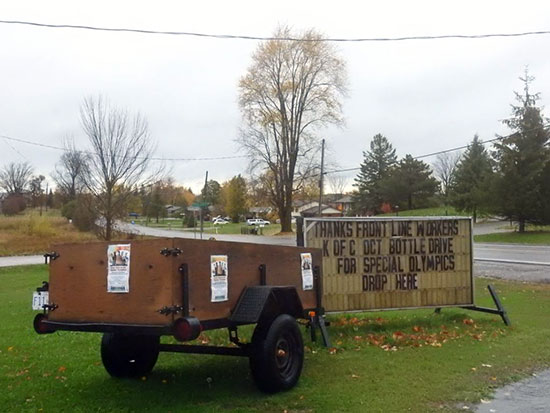 THANKS FRONT LINE WORKERS
K OF C OCT BOTTLE DRIVE
FOR SPECIAL OLYMPICS
DROP HERE